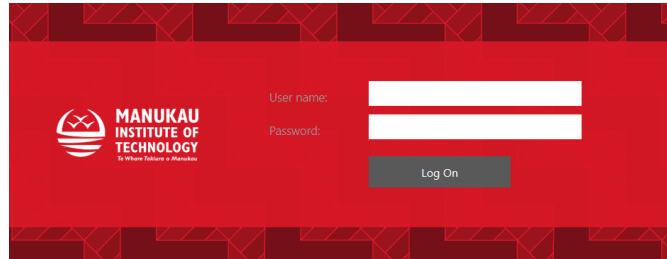 MANUKAU
INSTITUTE OF
TECHNOLOGY
Te Whare Takiura o Manukau
User name:
Password:
Log On